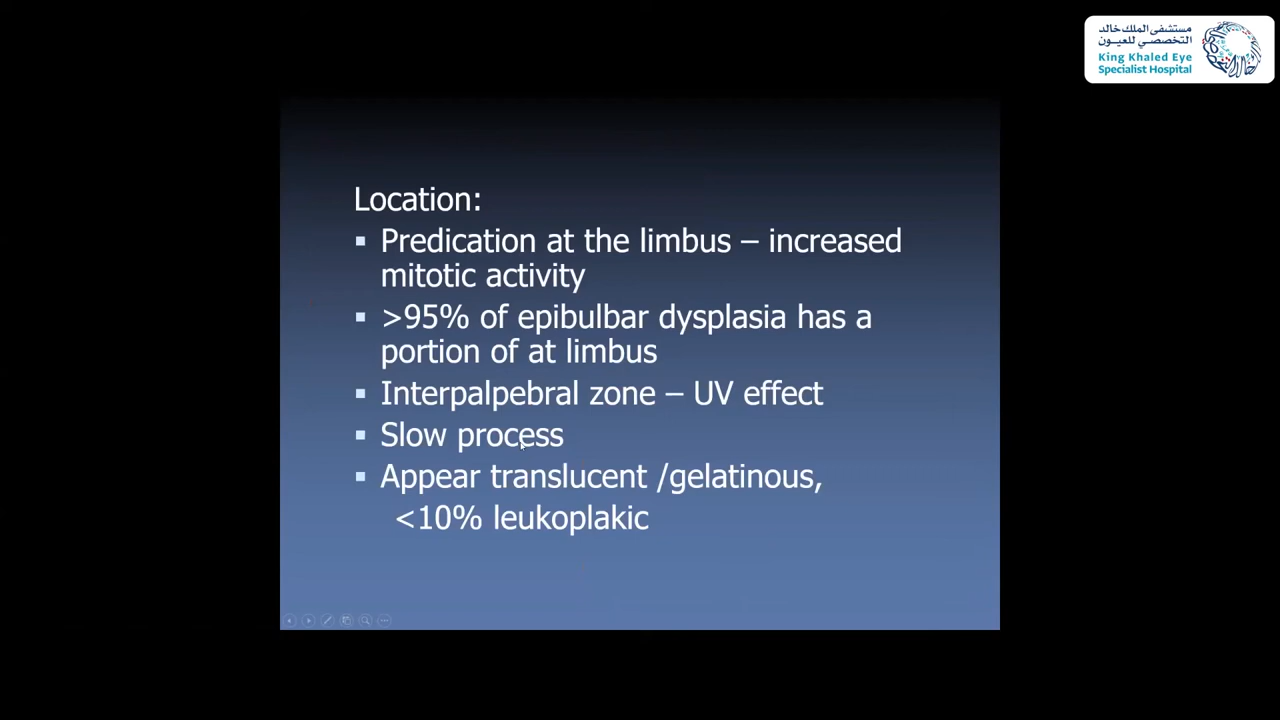 مستشفى الملك خالد
التخصصي للعيون
King Khaled Eye
Specialist Hospital
Location:
▪ Predication at the limbus – increased
mitotic activity
▪ >95% of epibulbar dysplasia has a
portion of at limbus
▪ Interpalpebral zone – UV effect
▪ Slow process
▪ Appear translucent /gelatinous,
<10% leukoplakic